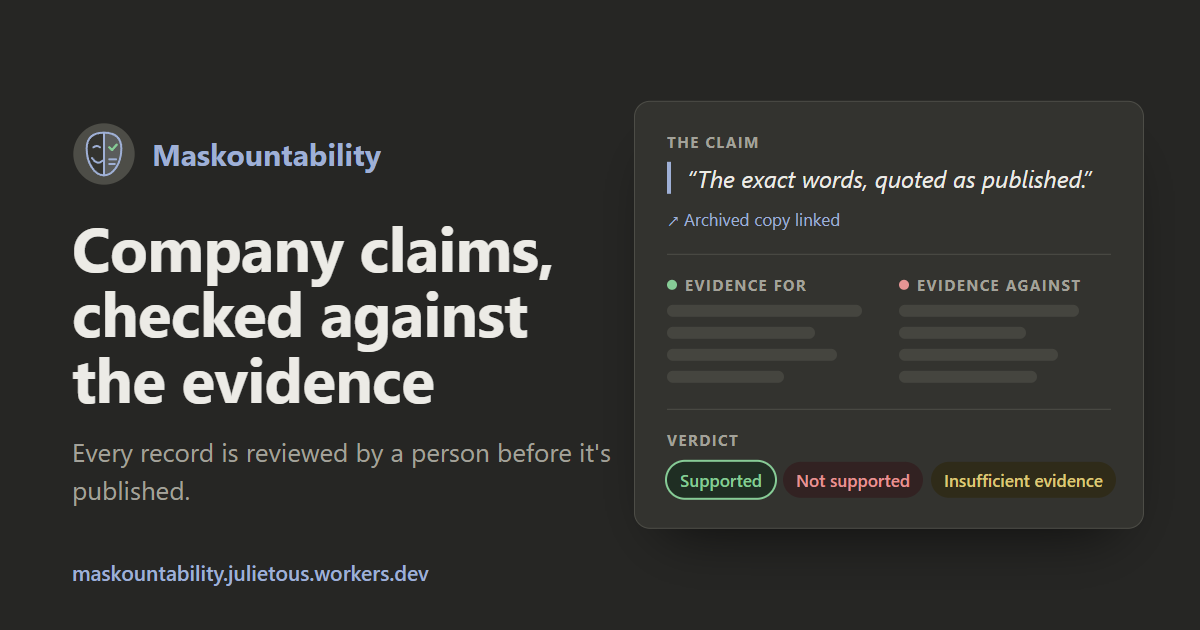 Maskountability
Company claims,
checked against
the evidence
Every record is reviewed by a person before it's
published.
maskountability.julietous.workers.dev
THE CLAIM
“The exact words, quoted as published.”
↗ Archived copy linked
EVIDENCE FOR
EVIDENCE AGAINST
VERDICT
Supported
Not supported
Insufficient evidence